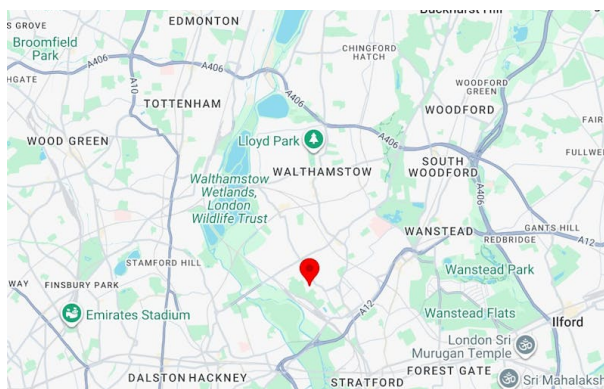 Buckhurst Hill
S GROVE
EDMONTON
Broomfield
Park
A406
CHINGFORD
HATCH
HGATE
A10
A406
WOODFORD
GREEN
TOTTENHAM
WOODFORD
FAIR
WOOD GREEN
Lloyd Park
A406
FULLWE
WALTHAMSTOW
SOUTH
WOODFORD
Walthamstow
Wetlands,
London
Wildlife Trust
A406
WANSTEAD
GANTS HILL
REDBRIDGE
A12
STAMFORD HILL
Wanstead Park
WAY
FINSBURY PARK
A12
Emirates Stadium
Wanstead Flats
Ilford
London Sri
Murugan Temple
DALSTON
HACKNEY
FOREST GATE
STRATFORD
Sri Mahalaksh